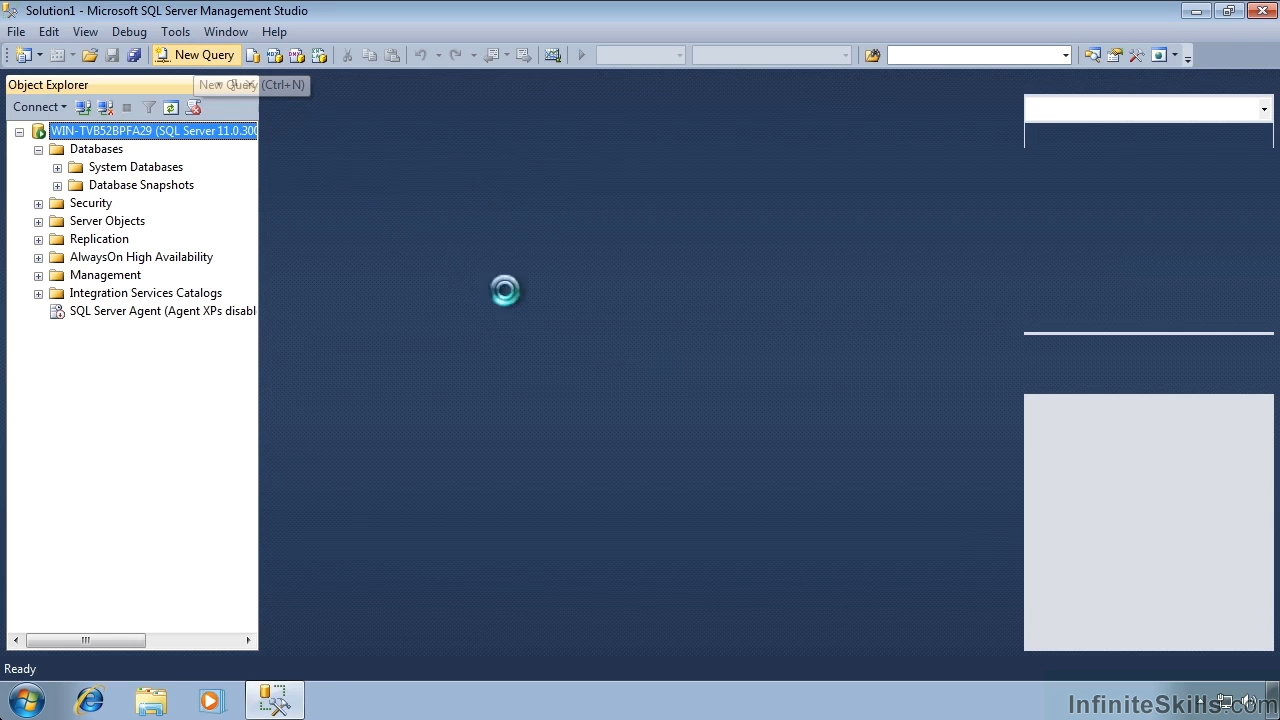 Solution1 - Microsoft SQL Server Management Studio
File Edit View Debug Tools Window Help
New Query
Object Explorer
New Query (Ctrl+N)
Connect
WIN-TVB52BPFA29 (SQL Server 11.0.300
Databases
System Databases
Database Snapshots
Security
Server Objects
Replication
AlwaysOn High Availability
Management
Integration Services Catalogs
SQL Server Agent (Agent XPs disabl
Ready
InfiniteSkills.com